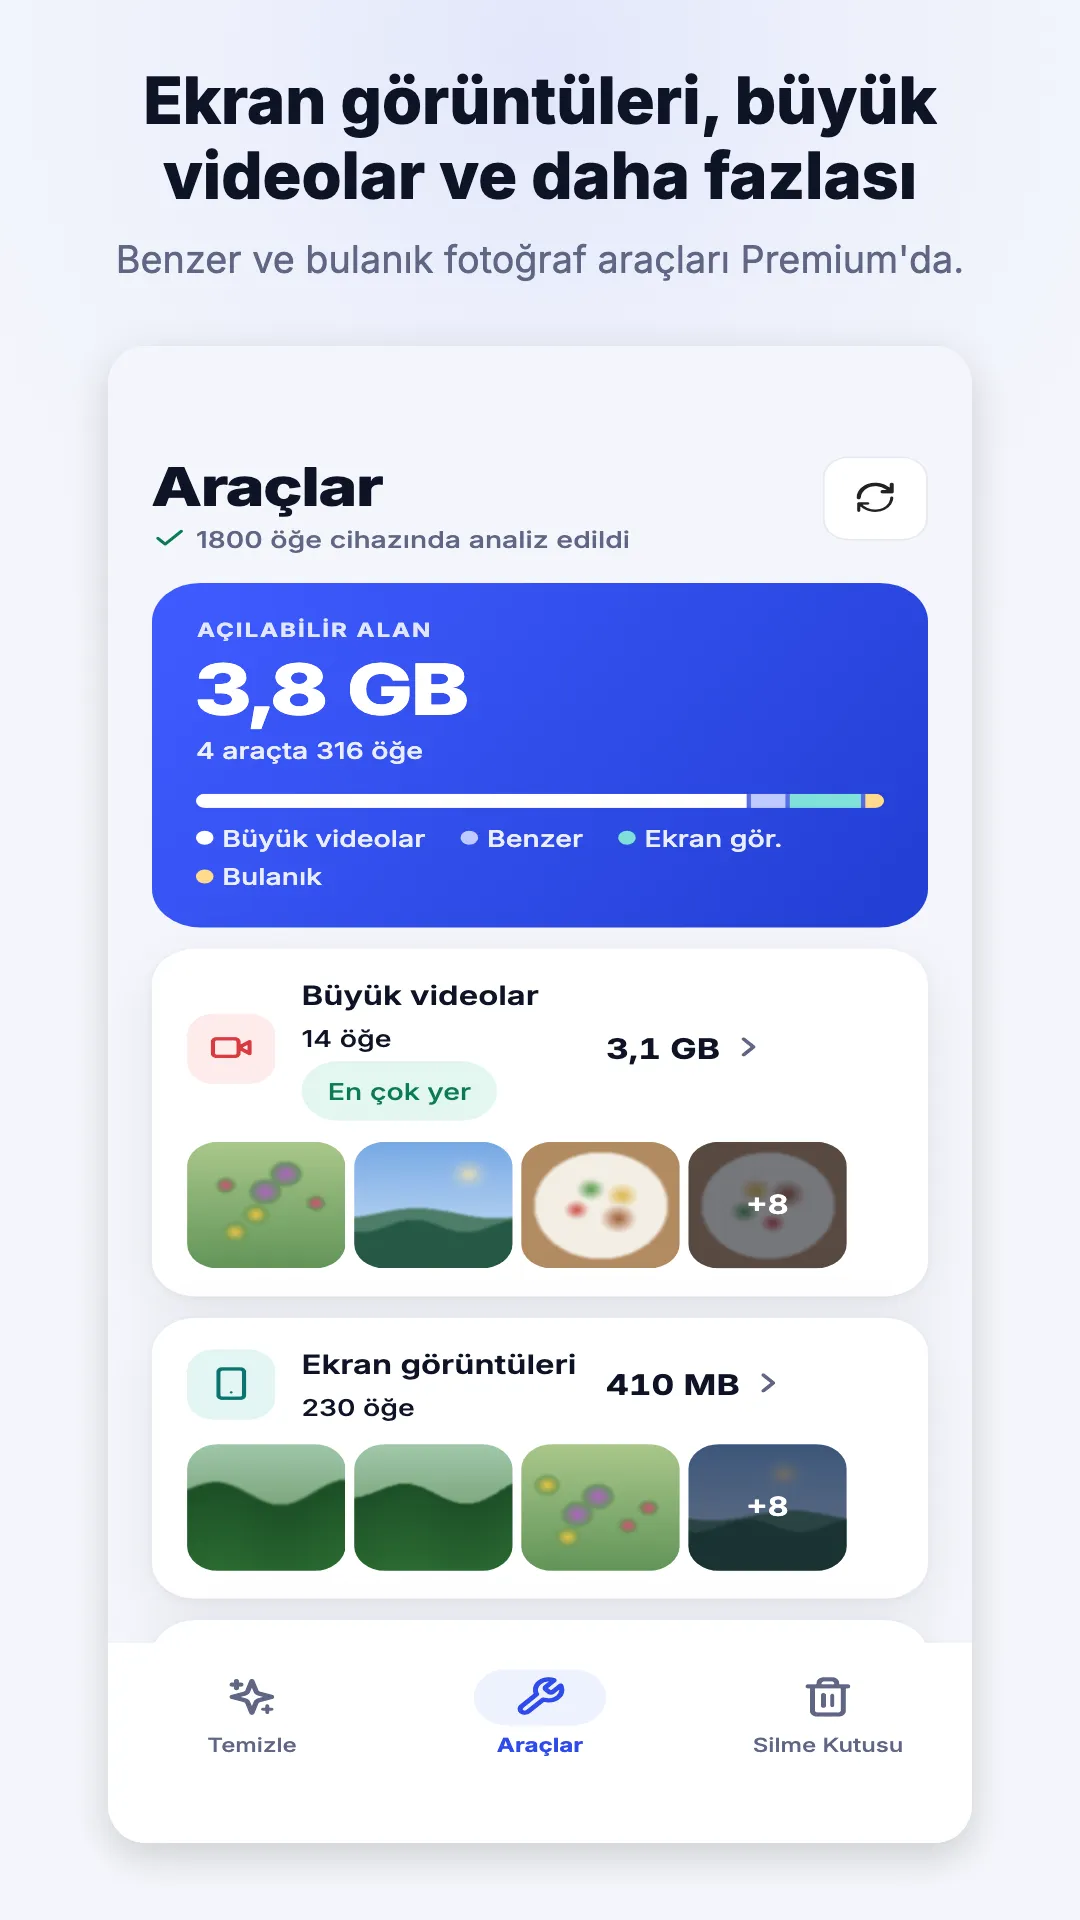 Ekran görüntüleri, büyük
videolar ve daha fazlası
Benzer ve bulanık fotoğraf araçları Premium'da.
Araçlar
1800 öğe cihazında analiz edildi
AÇILABİLİR ALAN
3,8 GB
4 araçta 316 öğe
Büyük videolar
Benzer
Ekran gör.
Bulanık
Büyük videolar
14 öğe
3,1 GB
En çok yer
+8
Ekran görüntüleri
230 öğe
410 MB
+8
Temizle
Araçlar
Silme Kutusu